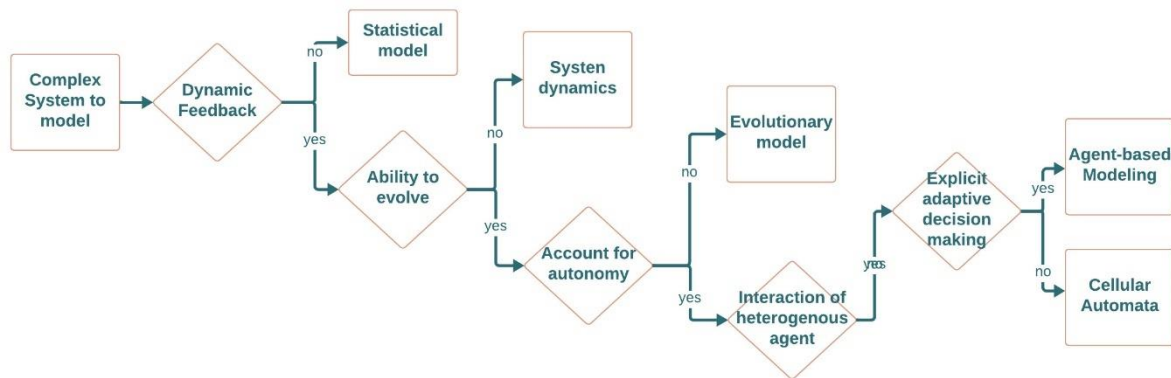 Complex
System to
model
Dynamic
Feedback
no
Statistical
model
yes
Ability to
evolve
no
Systen
dynamics
yes
Account for
autonomy
no
Evolutionary
model
yes
Interaction of
heterogenous
agent
yes
Explicit
adaptive
decision
making
yes
Agent-based
Modeling
no
Cellular
Automata